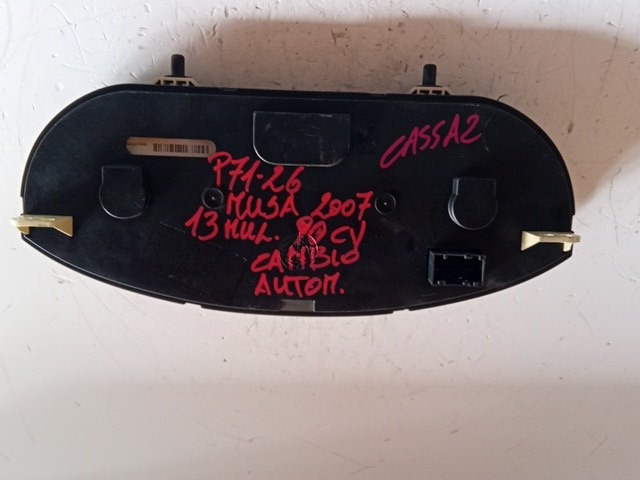 CASSA2
P71-26
MUSA 2007
13 MUL. 90 CV
CAMBIO
AUTOM.